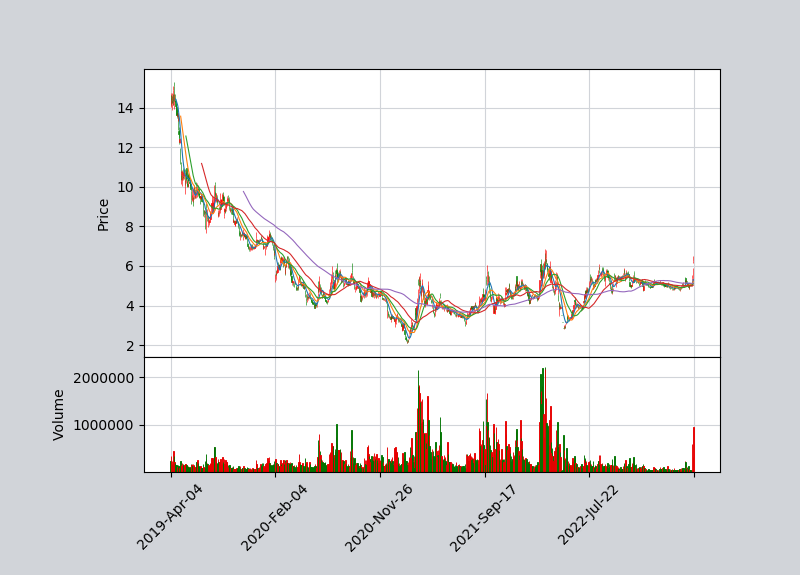 14
12
10
8
6
4
2
Price
2000000
1000000
Volume
2019-Apr-04
2020-Feb-04
2020-Nov-26
2021-Sep-17
2022-Jul-22